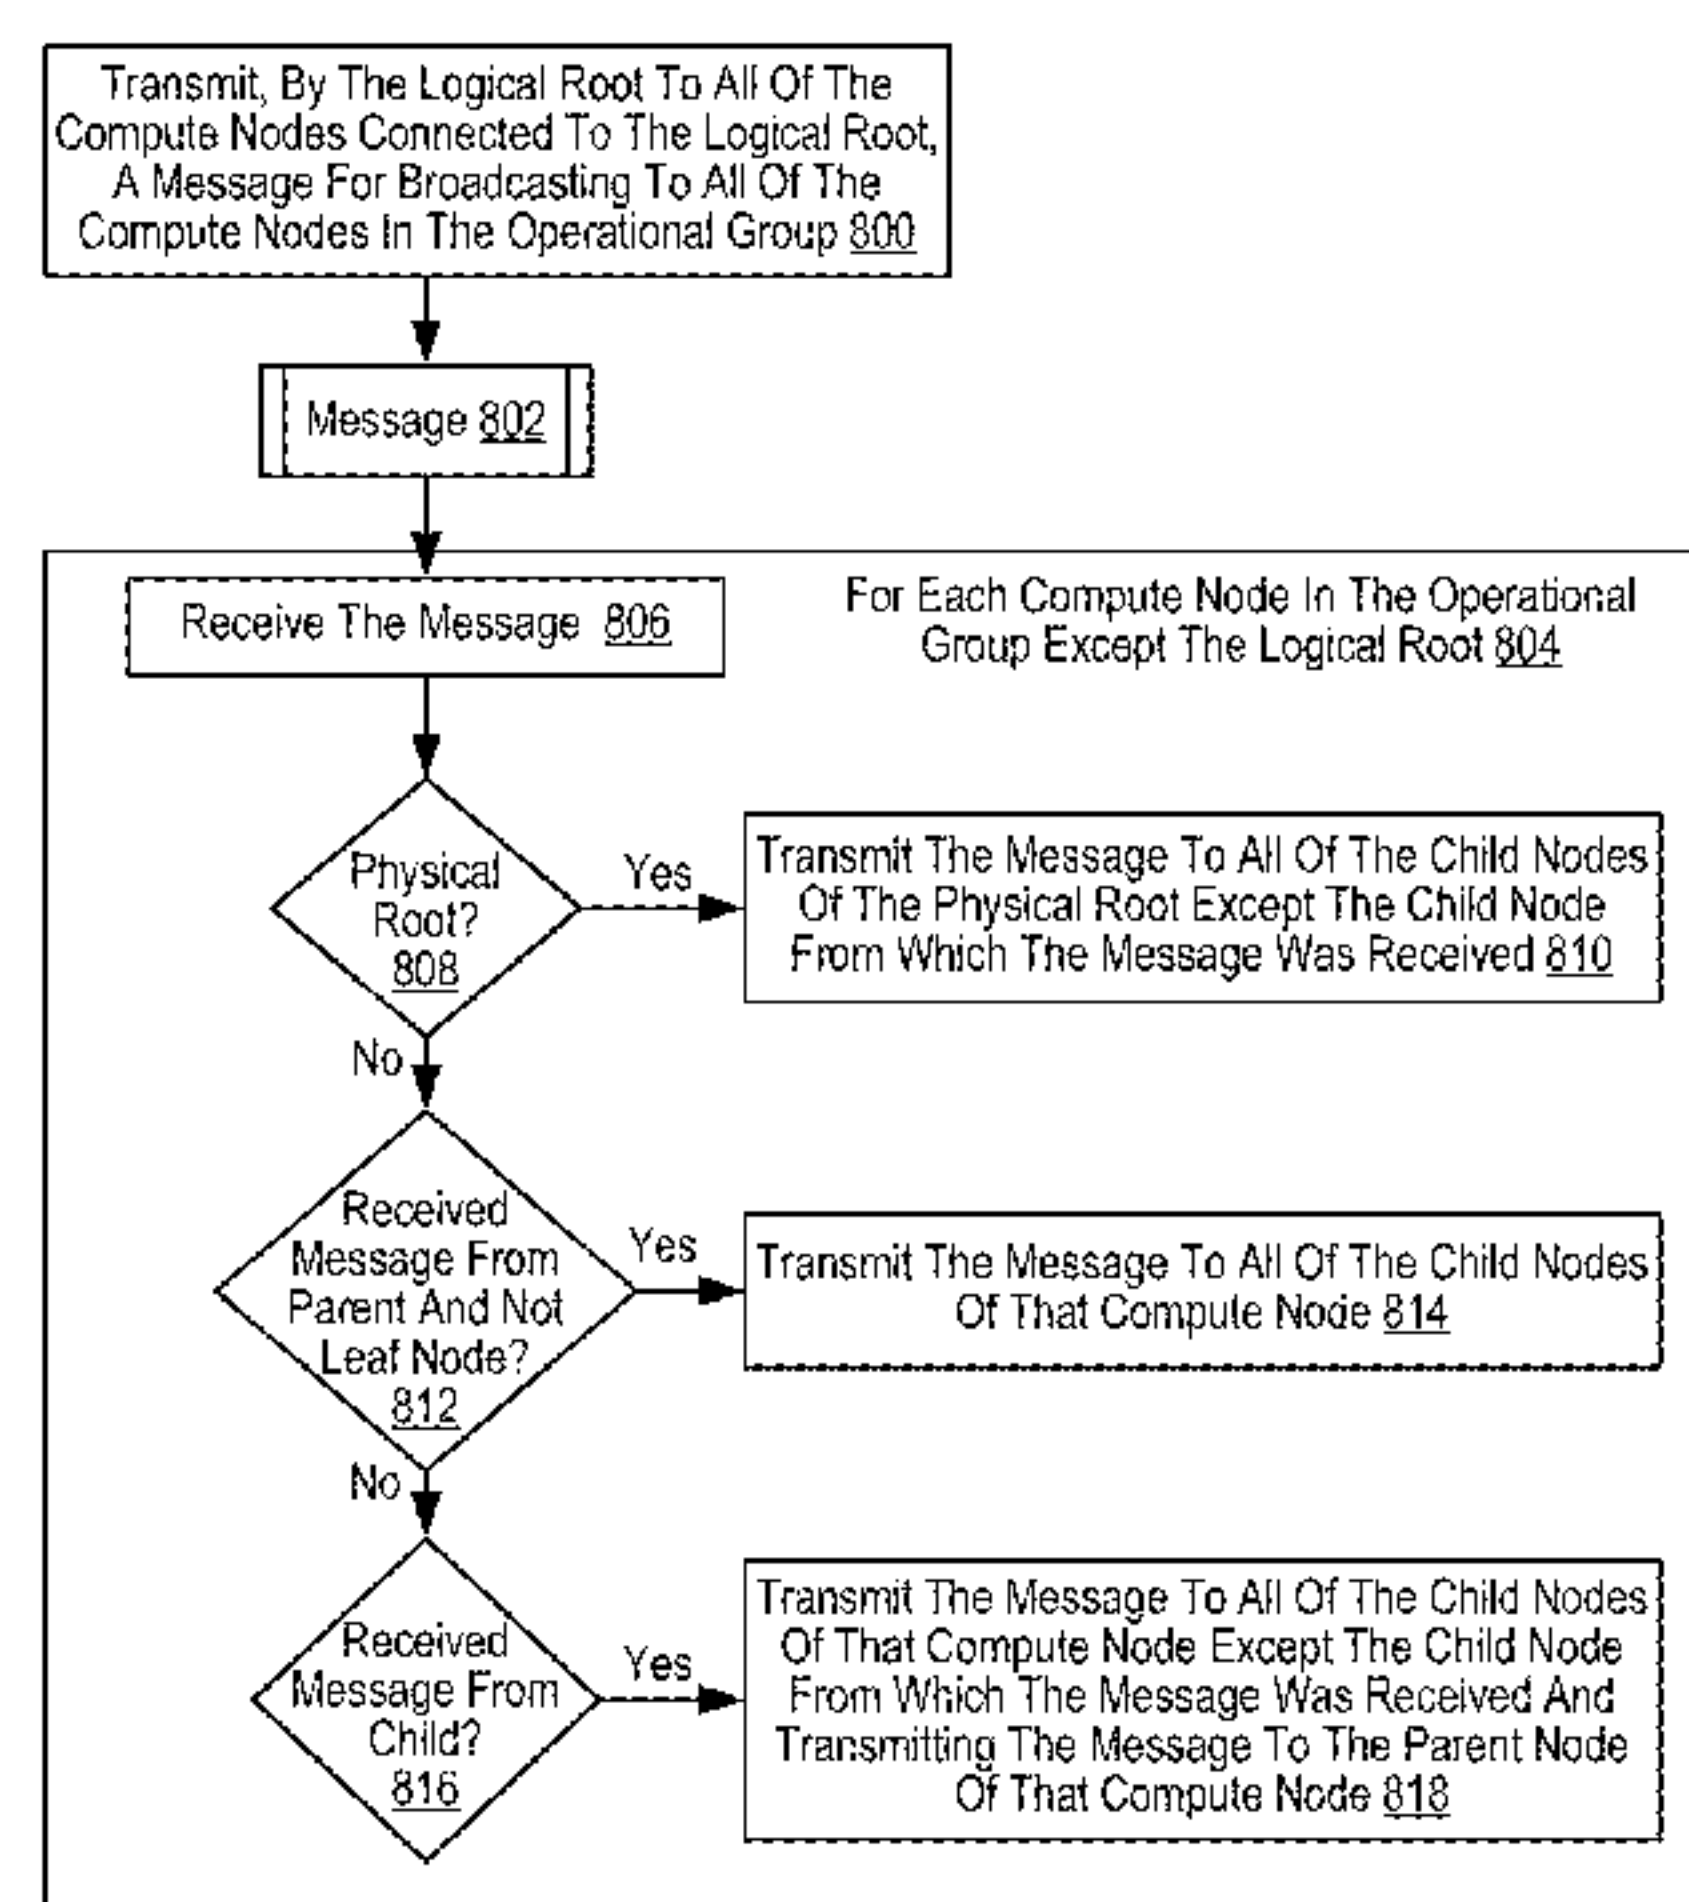 Transmit, By The Logical Root To All Of The
Compute Nodes Connected To The Logical Root,
A Message For Broadcasting To All Of The
Compute Nodes In The Operational Group 800
Message 802
Receive The Message 806
For Each Compute Node In The Operational
Group Except The Logical Root 804
Physical
Root?
808
Yes
Transmit The Message To All Of The Child Nodes
Of The Physical Root Except The Child Node
From Which The Message Was Received 810
No
Received
Message From
Parent And Not
Leaf Node?
812
Yes
Transmit The Message To All Of The Child Nodes
Of That Compute Node 814
No
Received
Message From
Child?
816
Yes
Transmit The Message To All Of The Child Nodes
Of That Compute Node Except The Child Node
From Which The Message Was Received And
Transmitting The Message To The Parent Node
Of That Compute Node 818